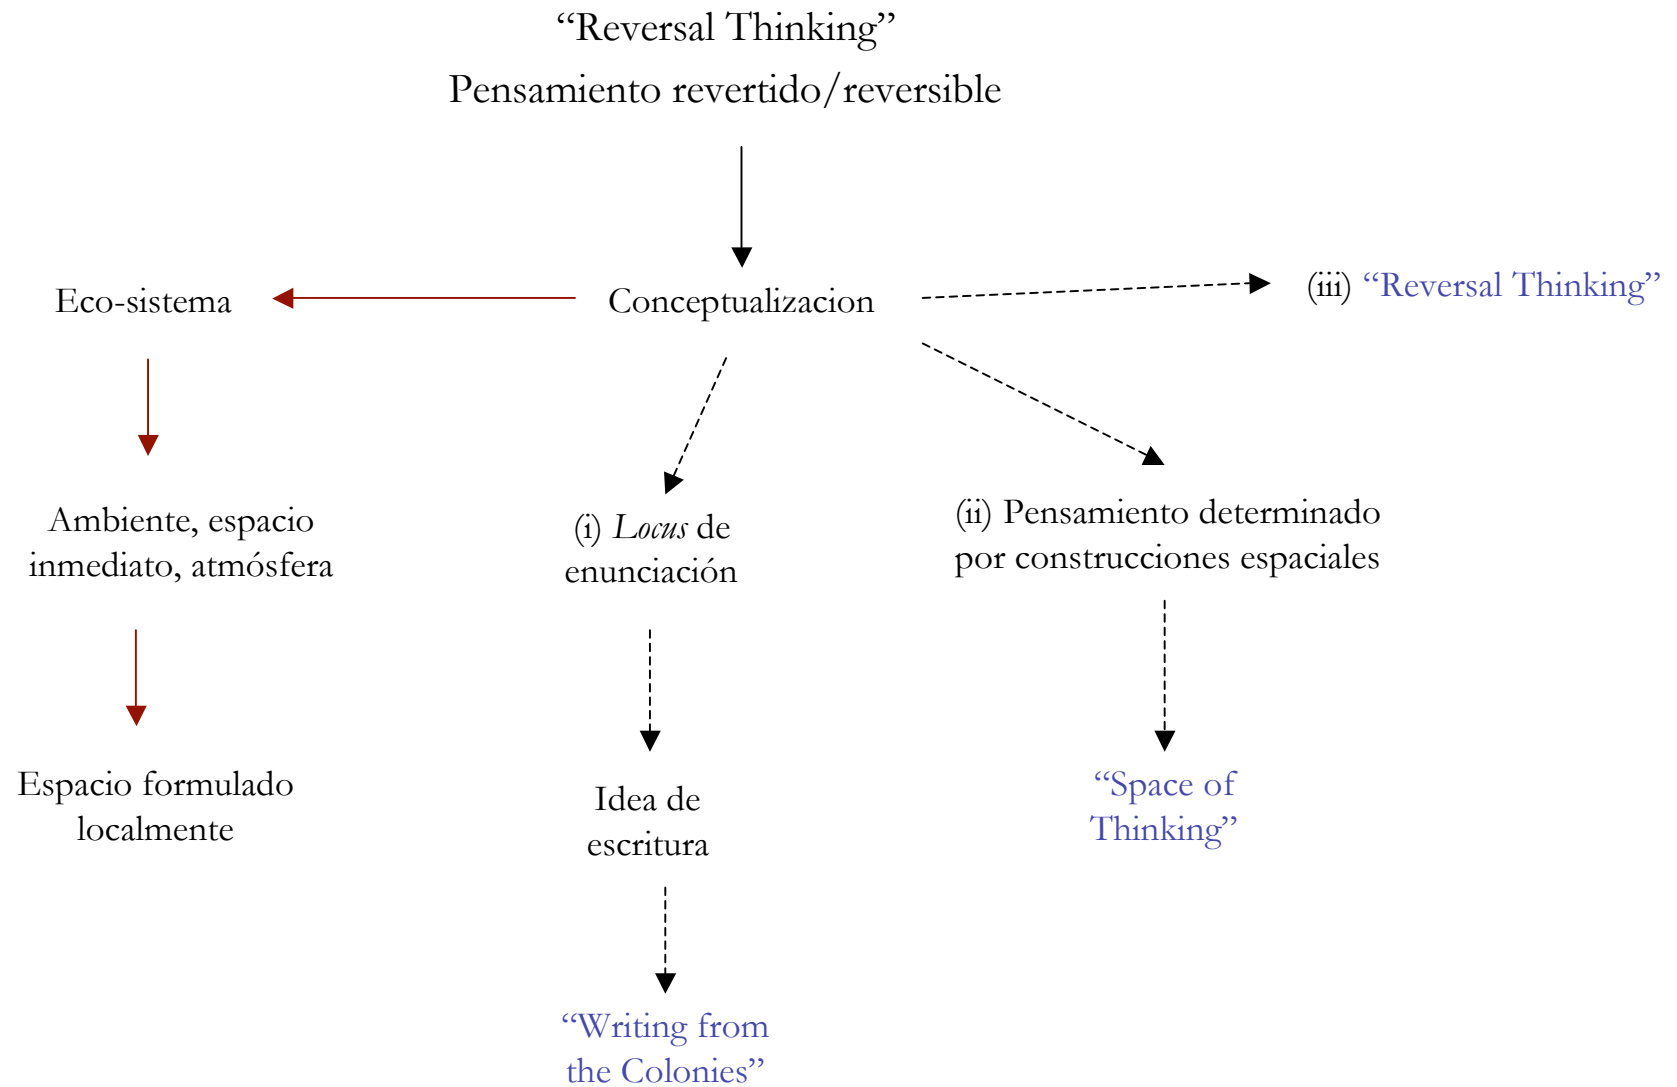 “Reversal Thinking”
Pensamiento revertido/reversible
Eco-sistema
Conceptualizacion
(iii) “Reversal Thinking”
Ambiente, espacio
inmediato, atmósfera
(i) Locus de
enunciación
(ii) Pensamiento determinado
por construcciones espaciales
Espacio formulado
localmente
Idea de
escritura
“Space of
Thinking”
“Writing from
the Colonies”